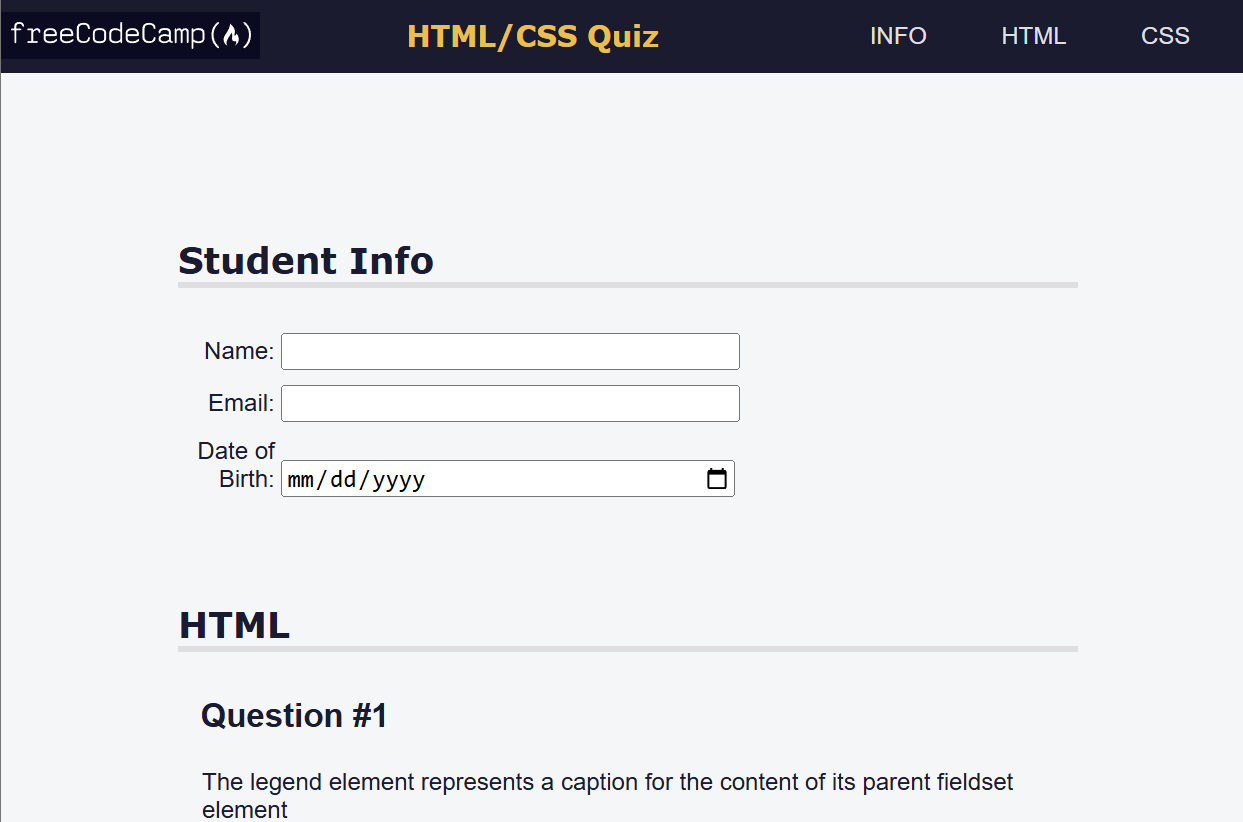 freeCodeCamp HTML/CSS Quiz INFO HTML CSS
Student Info
Name:
Email:
Date of
Birth: mm/dd/yyyy
HTML
Question #1
The legend element represents a caption for the content of its parent fieldset
element